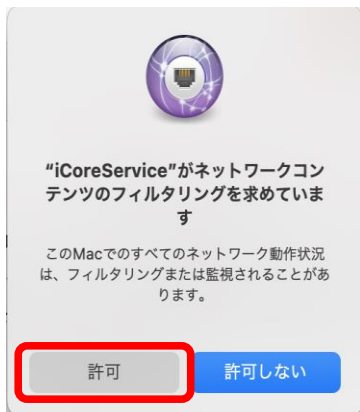 “iCoreService”がネットワークコン
テンツのフィルタリングを求めていま
す
このMacでのすべてのネットワーク動作状況
は、フィルタリングまたは監視されることがあ
ります。
許可
許可しない